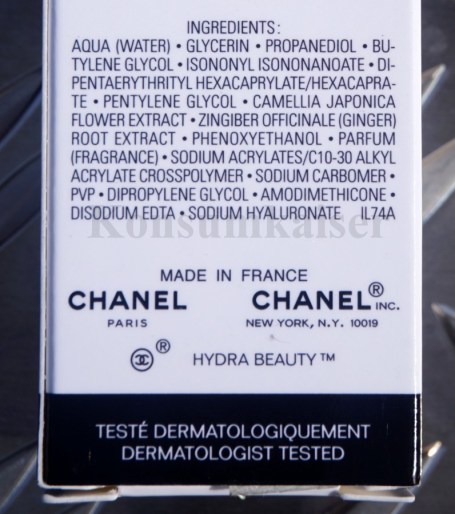 INGREDIENTS:
AQUA (WATER) • GLYCERIN • PROPANEDIOL • BU-
TYLENE GLYCOL • ISONONYL ISONONANOATE • DI-
PENTAERYTHRITYL HEXACAPRYLATE/HEXACAPRA-
TE • PENTYLENE GLYCOL • CAMELLIA JAPONICA
FLOWER EXTRACT • ZINGIBER OFFICINALE (GINGER)
ROOT EXTRACT • PHENOXYETHANOL • PARFUM
(FRAGRANCE) • SODIUM ACRYLATES/C10-30 ALKYL
ACRYLATE CROSSPOLYMER • SODIUM CARBOMER •
PVP • DIPROPYLENE GLYCOL • AMODIMETHICONE •
DISODIUM EDTA • SODIUM HYALURONATE IL74A
Konsumkaiser
MADE IN FRANCE
CHANEL CHANEL® INC.
PARIS NEW YORK, N.Y. 10019
® HYDRA BEAUTY™
TESTÉ DERMATOLOGIQUEMENT
DERMATOLOGIST TESTED